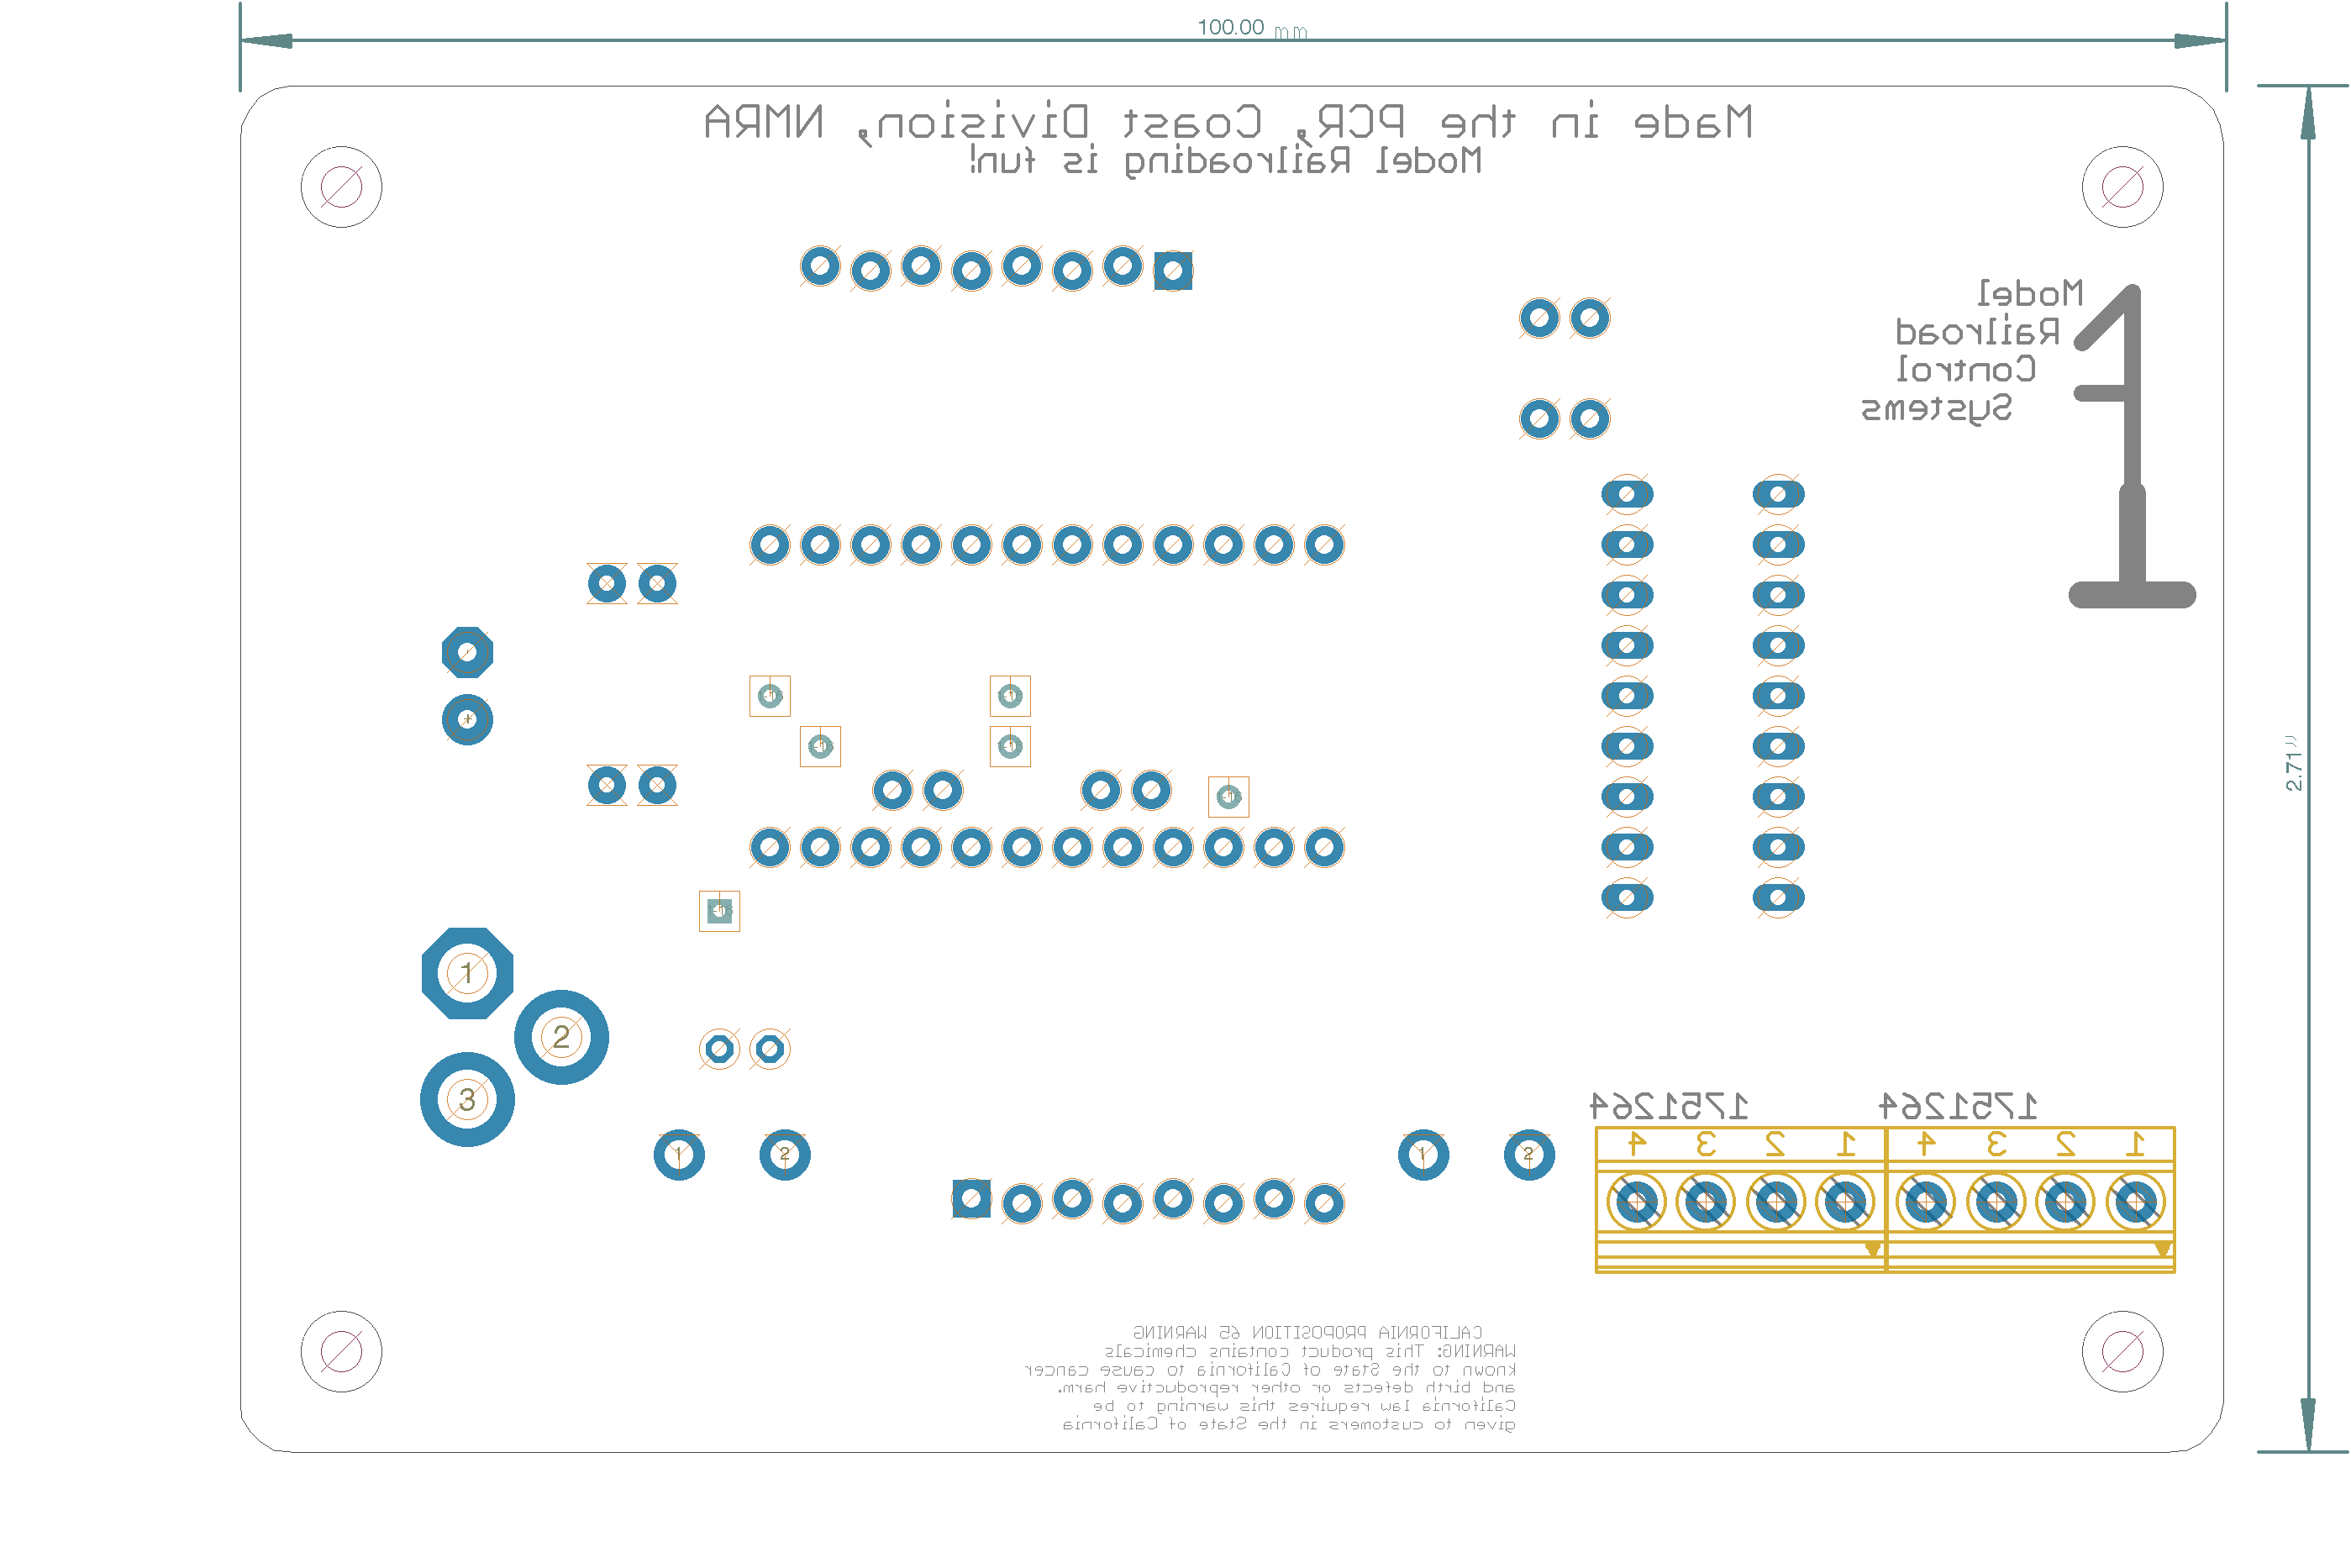 100.00 mm
Made in the PCR, Coast Division, NMRA
Model Railroading is fun!
Model
Railroad
Control
Systems
2.71"
-
+
1
2
3
1 2
1 2
1751264 1751264
4 3 2 1 4 3 2 1
CALIFORNIA PROPOSITION 65 WARNING
WARNING: This product contains chemicals
known to the State of California to cause cancer
and birth defects or other reproductive harm.
California law requires this warning to be
given to customers in the State of California